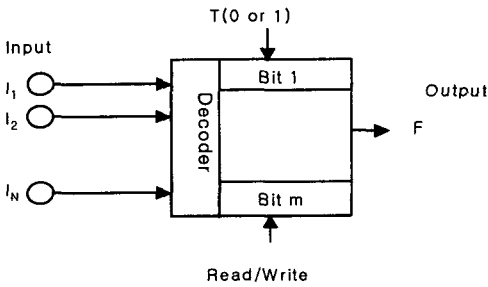 T(0 or 1)
Input
I1
I2
IN
Decoder
Bit 1
Bit m
Output
F
Read/Write